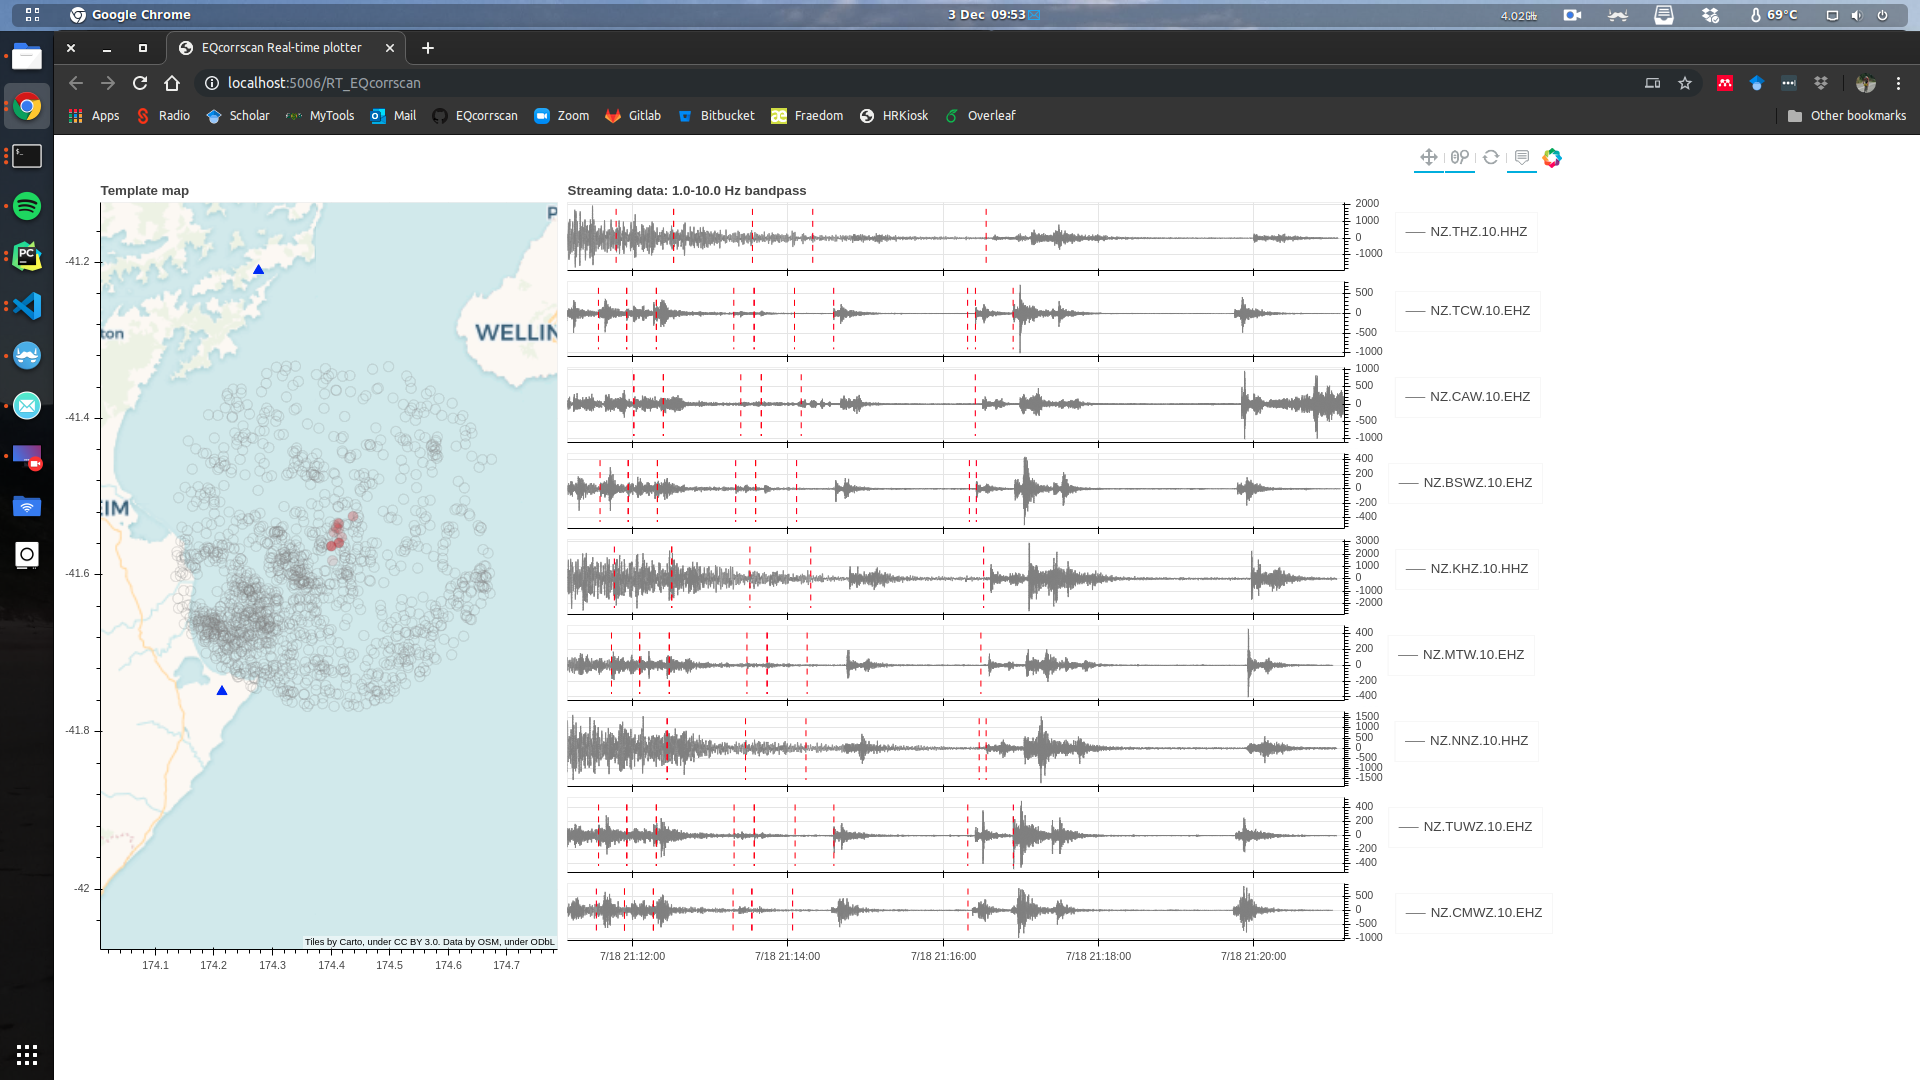 Google Chrome
3 Dec 09:53
4.02GHz
69°C
EQcorrscan Real-time plotter
localhost:5006/RT_EQcorrscan
Apps
Radio
Scholar
MyTools
Mail
EQcorrscan
Zoom
Gitlab
Bitbucket
Fraedom
HRKiosk
Overleaf
Other bookmarks
Template map
-41.2
-41.4
-41.6
-41.8
-42
P
WELLIN
ton
IM
Tiles by Carto, under CC BY 3.0. Data by OSM, under ODbL
174.1
174.2
174.3
174.4
174.5
174.6
174.7
Streaming data: 1.0-10.0 Hz bandpass
2000
1000
0
-1000
NZ.THZ.10.HHZ
500
0
-500
-1000
NZ.TCW.10.EHZ
1000
500
0
-500
-1000
NZ.CAW.10.EHZ
400
200
0
-200
-400
NZ.BSWZ.10.EHZ
3000
2000
1000
0
-1000
-2000
NZ.KHZ.10.HHZ
400
200
0
-200
-400
NZ.MTW.10.EHZ
1500
1000
500
0
-500
-1000
-1500
NZ.NNZ.10.HHZ
400
200
0
-200
-400
NZ.TUWZ.10.EHZ
500
0
-500
-1000
NZ.CMWZ.10.EHZ
7/18 21:12:00
7/18 21:14:00
7/18 21:16:00
7/18 21:18:00
7/18 21:20:00